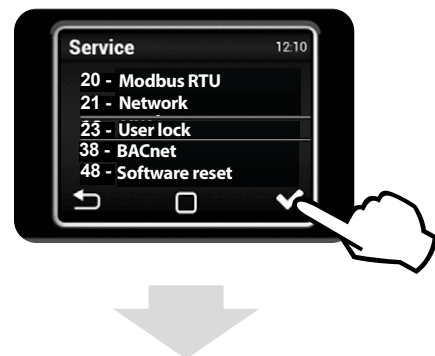 Service 12:10
20 - Modbus RTU
21 - Network
23 - User lock
38 - BACnet
48 - Software reset